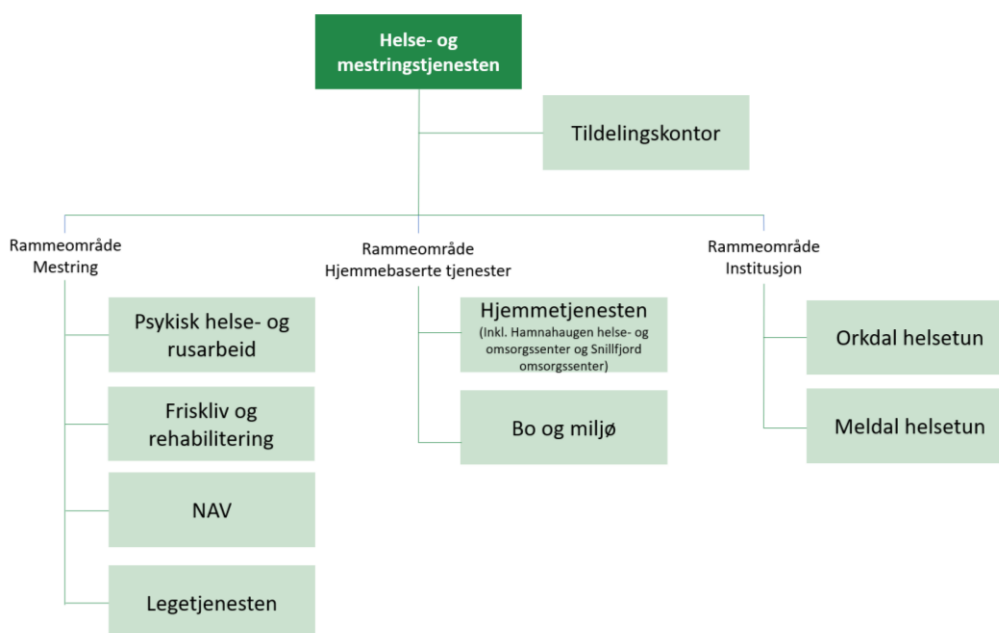 Helse- og
mestringstjenesten
Tildelingskontor
Rammeområde
Mestring
Psykisk helse- og
rusarbeid
Friskliv og
rehabilitering
NAV
Legetjenesten
Rammeområde
Hjemmebaserte tjenester
Hjemmetjenesten
(Inkl. Hamnahaugen helse- og
omsorgssenter og Snillfjord
omsorgssenter)
Bo og miljø
Rammeområde
Institusjon
Orkdal helsetun
Meldal helsetun